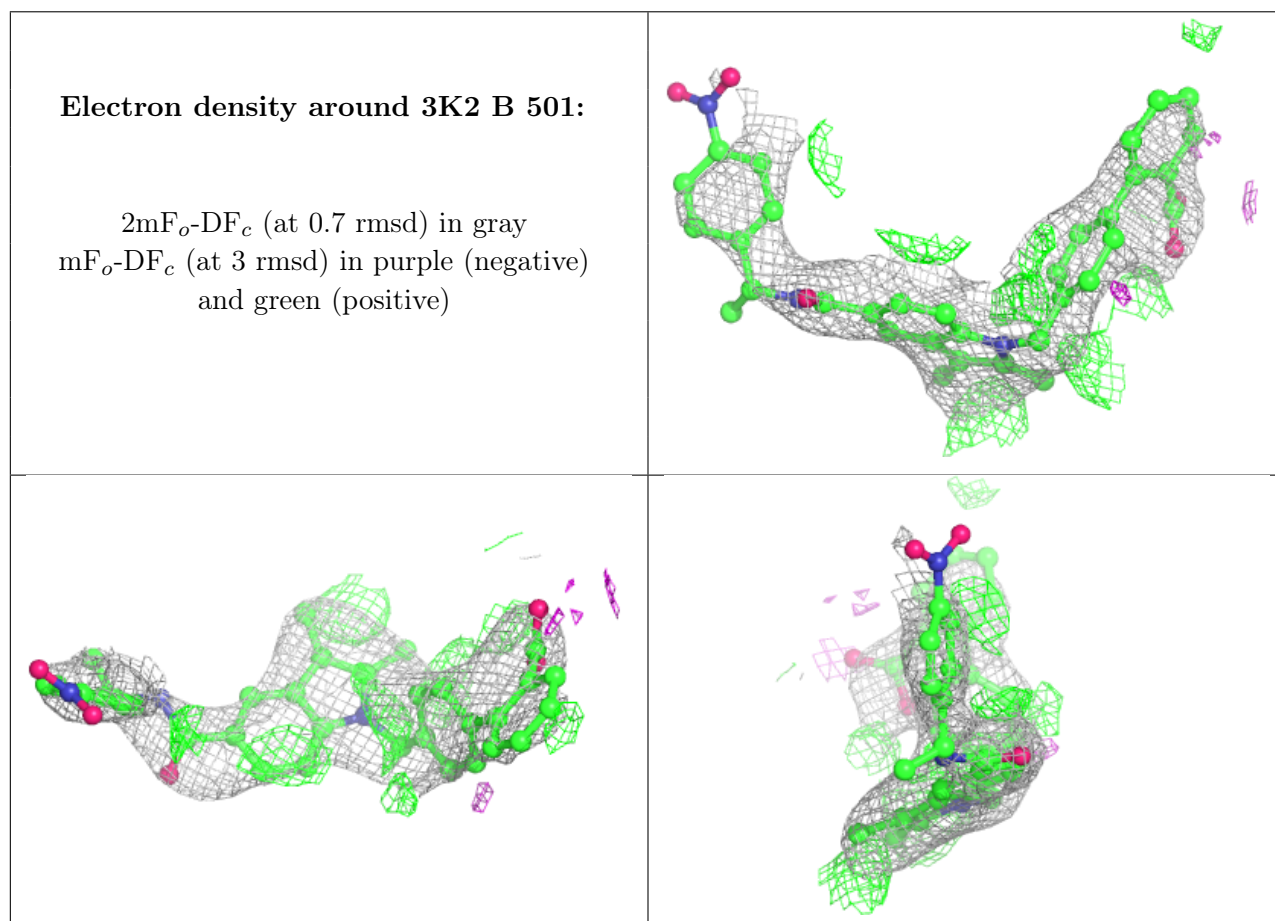 Electron density around 3K2 B 501:
2mFo-DFc (at 0.7 rmsd) in gray
mFo-DFc (at 3 rmsd) in purple (negative)
and green (positive)